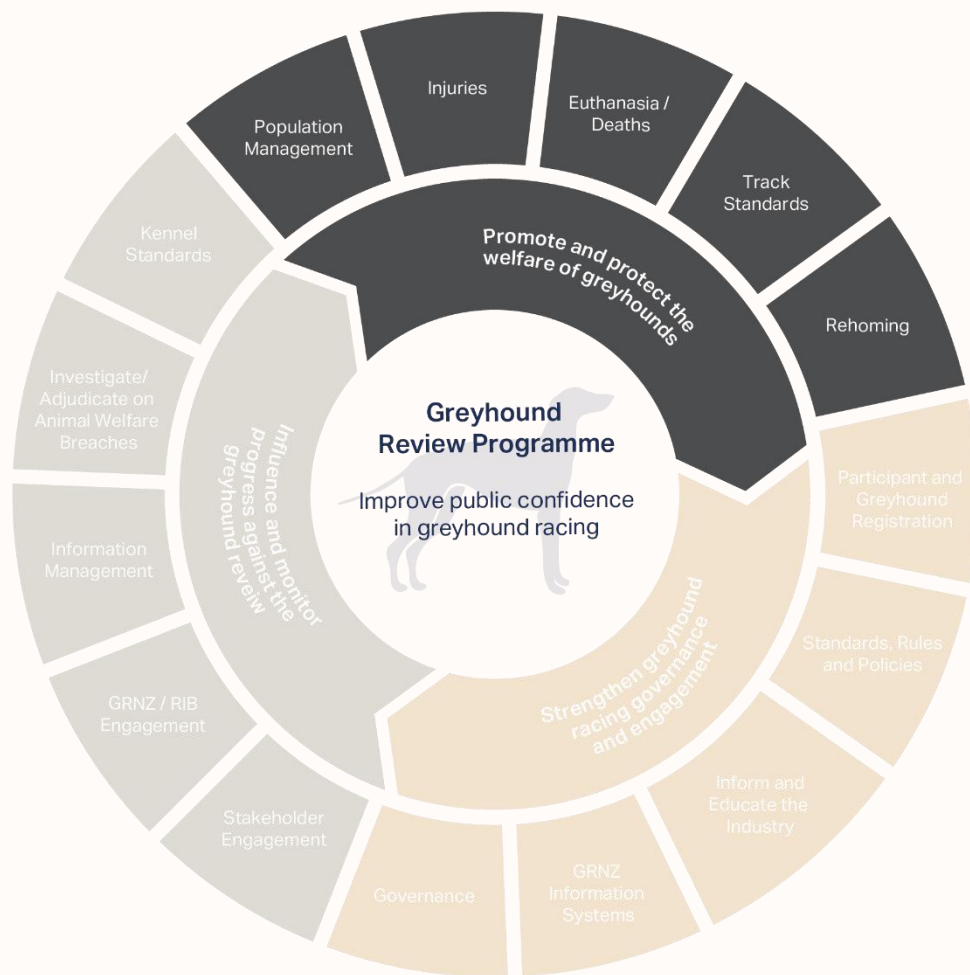 Greyhound
Review Programme
Improve public confidence
in greyhound racing
Promote and protect the
welfare of greyhounds
Population
Management
Injuries
Euthanasia /
Deaths
Track
Standards
Rehoming
Strengthen greyhound
racing governance
and engagement
Participant and
Greyhound
Registration
Standards, Rules
and Policies
Inform and
Educate the
Industry
GRNZ
Information
Systems
Governance
Influence and monitor
progress against the
greyhound reveiw
Stakeholder
Engagement
GRNZ / RIB
Engagement
Information
Management
Investigate/
Adjudicate on
Animal Welfare
Breaches
Kennel
Standards